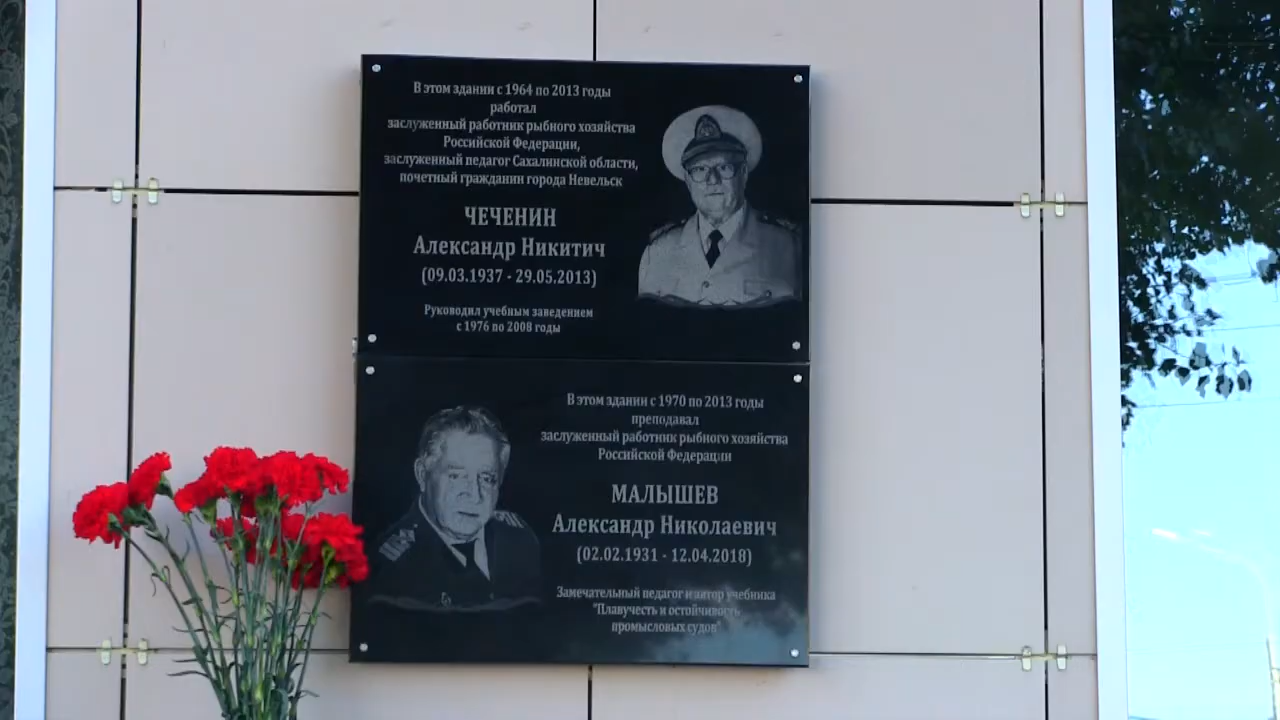 В этом здании с 1964 по 2013 годы
работал
заслуженный работник рыбного хозяйства
Российской Федерации,
заслуженный педагог Сахалинской области,
почетный гражданин города Невельск
ЧЕЧЕНИН
Александр Никитич
(09.03.1937 - 29.05.2013)
Руководил учебным заведением
с 1976 по 2008 годы
В этом здании с 1970 по 2013 годы
преподавал
заслуженный работник рыбного хозяйства
Российской Федерации
МАЛЫШЕВ
Александр Николаевич
(02.02.1931 - 12.04.2018)
Замечательный педагог и автор учебника
"Плавучесть и остойчивость
промысловых судов"